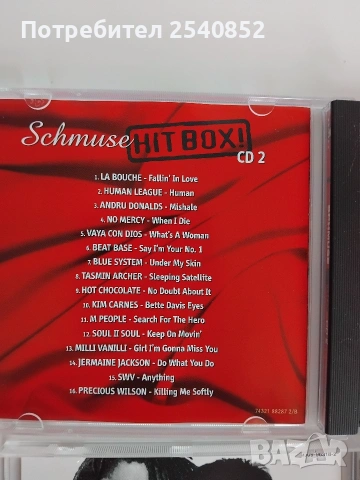 Потребител 2540852
Schmuse HIT BOX!
CD 2
1. LA BOUCHE - Fallin' In Love
2. HUMAN LEAGUE - Human
3. ANDRU DONALDS - Mishale
4. NO MERCY - When I Die
5. VAYA CON DIOS - What's A Woman
6. BEAT BASE - Say I'm Your No. 1
7. BLUE SYSTEM - Under My Skin
8. TASMIN ARCHER - Sleeping Satellite
9. HOT CHOCOLATE - No Doubt About It
10. KIM CARNES - Bette Davis Eyes
11. M PEOPLE - Search For The Hero
12. SOUL II SOUL - Keep On Movin'
13. MILLI VANILLI - Girl I'm Gonna Miss You
14. JERMAINE JACKSON - Do What You Do
15. SWV - Anything
16. PRECIOUS WILSON - Killing Me Softly
74321 88287 2/B
BAZAR